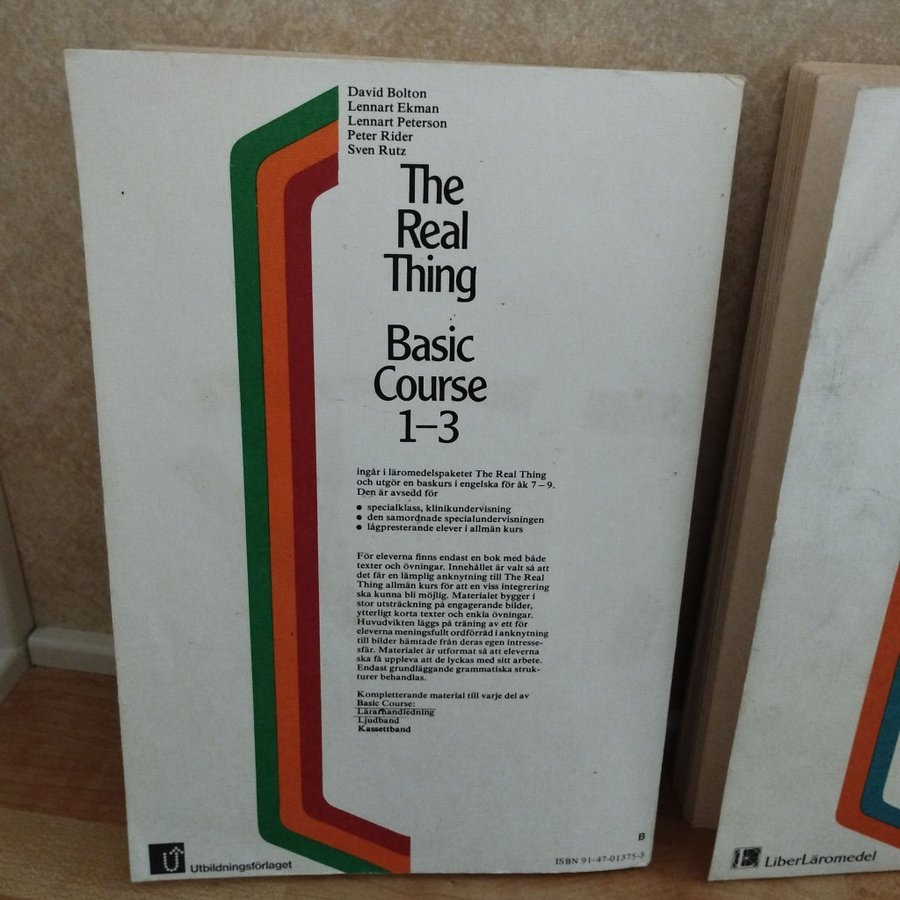 David Bolton
Lennart Ekman
Lennart Peterson
Peter Rider
Sven Rutz
The
Real
Thing
Basic
Course
1–3
ingår i läromedelspaketet The Real Thing
och utgör en baskurs i engelska för åk 7–9.
Den är avsedd för
• specialklass, klinikundervisning
• den samordnade specialundervisningen
• lågpresterande elever i allmän kurs
För eleverna finns endast en bok med både
texter och övningar. Innehållet är valt så att
det får en lämplig anknytning till The Real
Thing allmän kurs för att en viss integrering
ska kunna bli möjlig. Materialet bygger i
stor utsträckning på engagerande bilder,
ytterligt korta texter och enkla övningar.
Huvudvikten läggs på träning av ett för
eleverna meningsfullt ordförråd i anknytning
till bilder hämtade från deras egen intresse-
sfär. Materialet är utformat så att eleverna
ska få uppleva att de lyckas med sitt arbete.
Endast grundläggande grammatiska struk-
turer behandlas.
Kompletterande material till varje del av
Basic Course:
Lärarhandledning
Ljudband
Kassettband
B
ISBN 91-47-01375-3
Utbildningsförlaget
LiberLäromedel